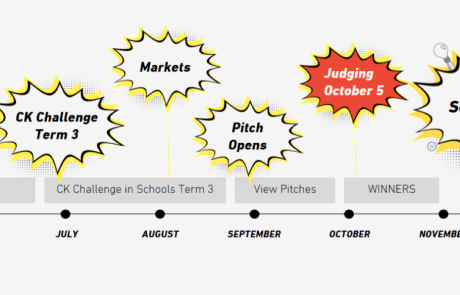 Markets
Judging
October 5
CK Challenge
Term 3
Pitch
Opens
CK Challenge in Schools Term 3
View Pitches
WINNERS
JULY
AUGUST
SEPTEMBER
OCTOBER